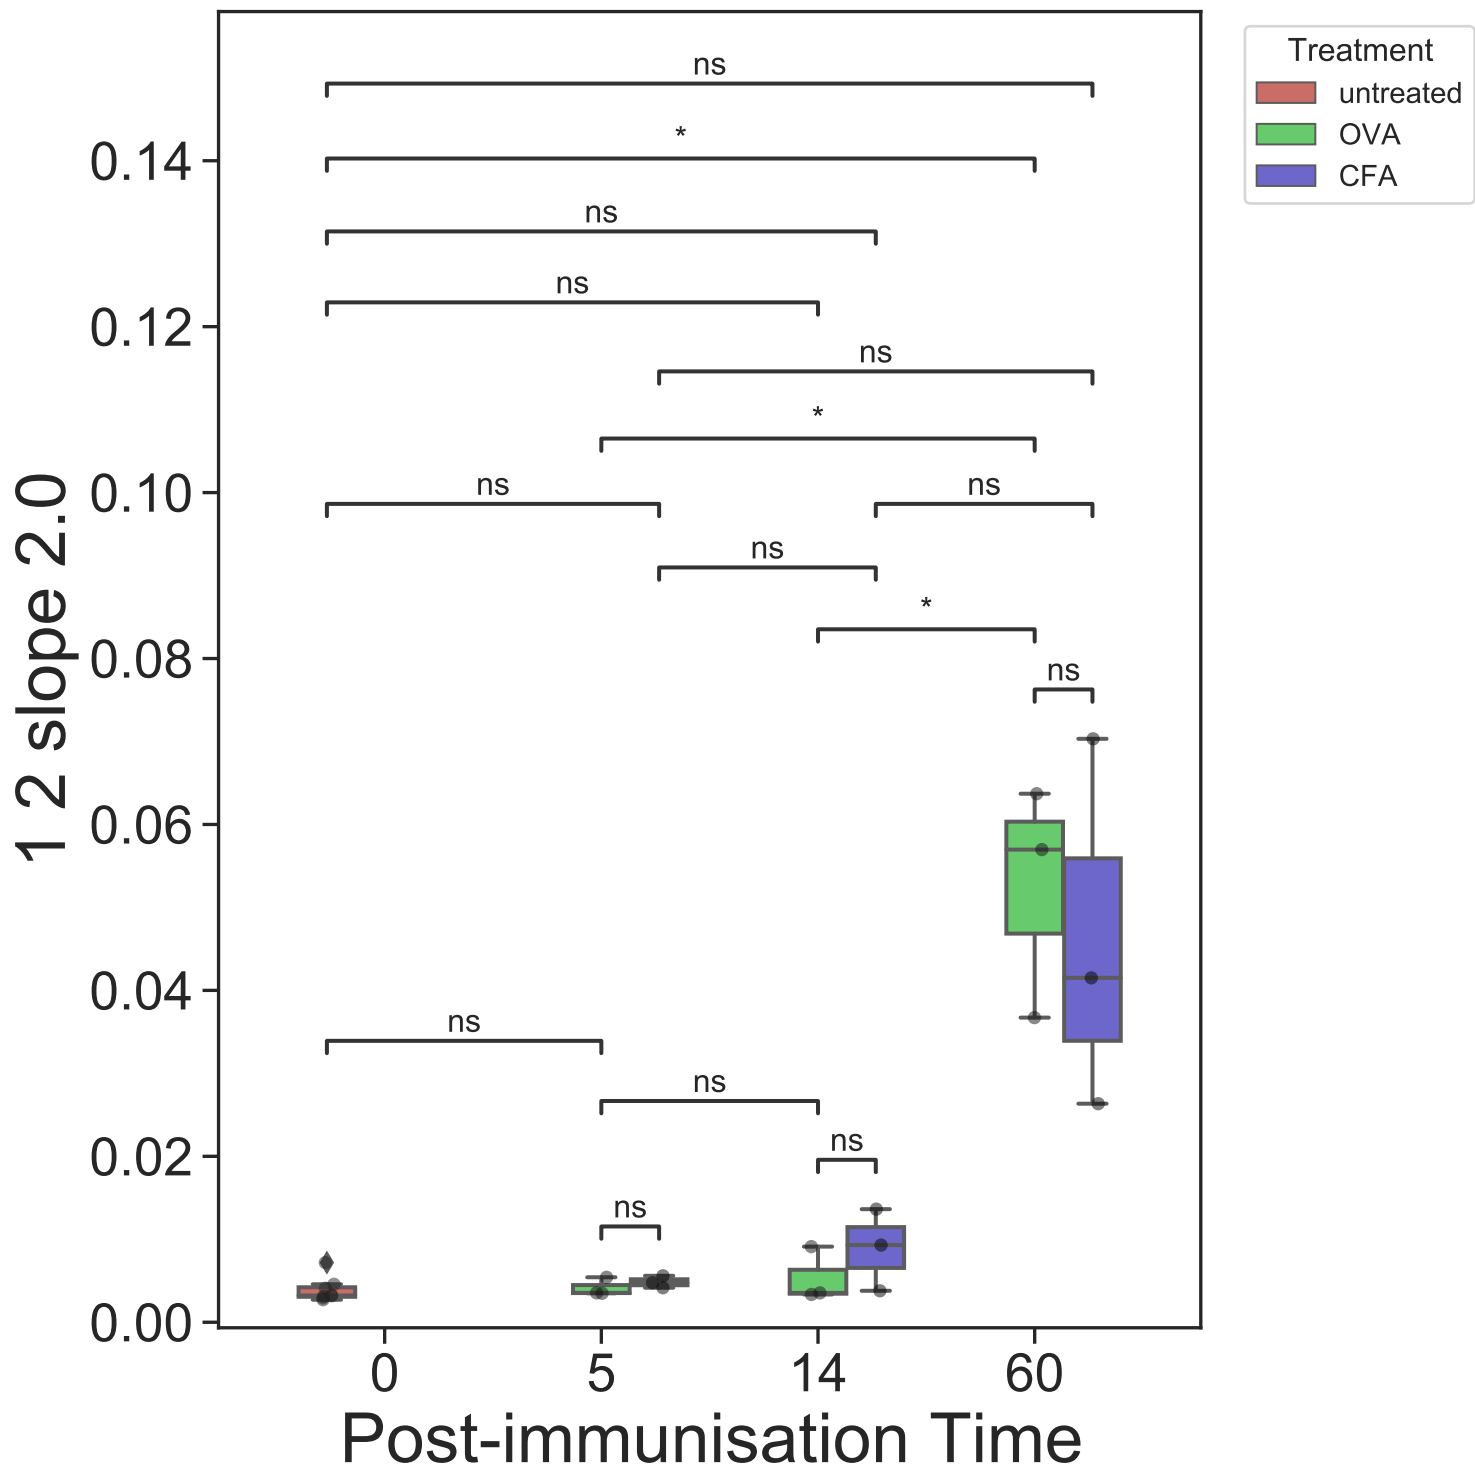 ns
Treatment
untreated
OVA
CFA
*
0.14
ns
ns
0.12
ns
*
0.10
ns
ns
ns
*
0.08
ns
1 2 slope 2.0
0.06
0.04
ns
ns
0.02
ns
ns
0.00
0 5 14 60
Post-immunisation Time